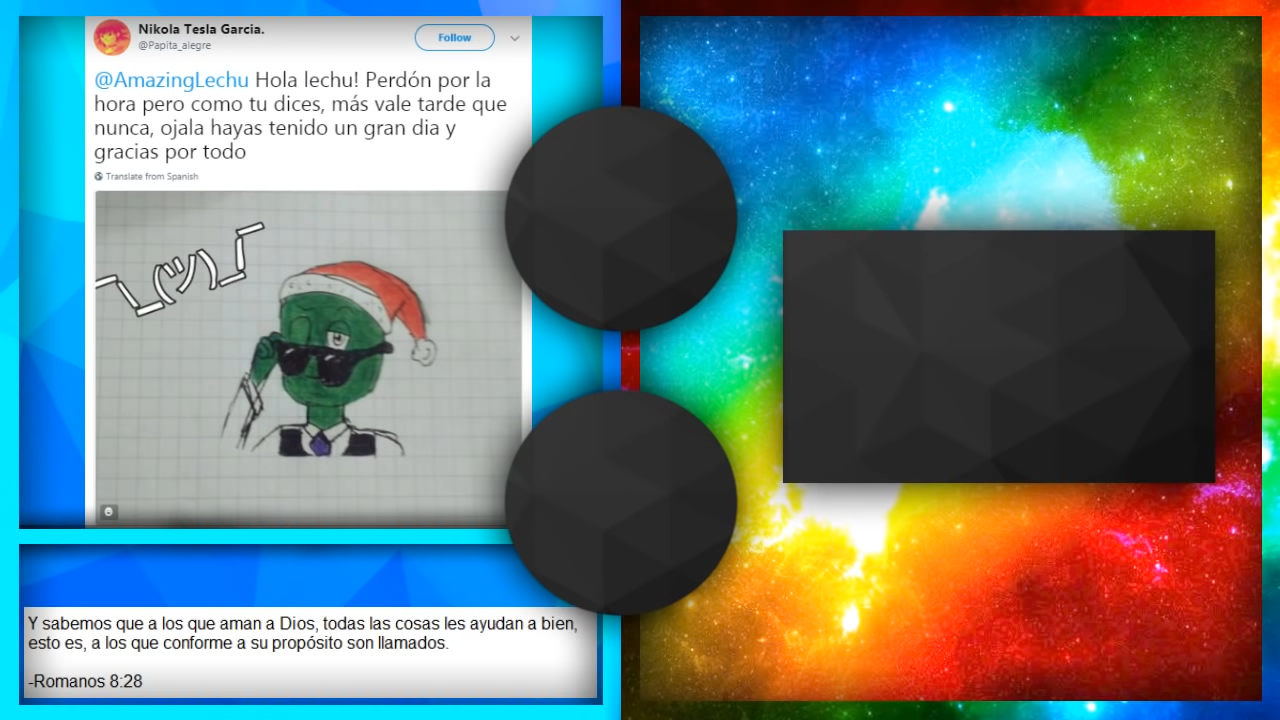 Nikola Tesla Garcia.
@Papita_alegre
Follow
@AmazingLechu Hola lechu! Perdón por la
hora pero como tu dices, más vale tarde que
nunca, ojala hayas tenido un gran dia y
gracias por todo
Translate from Spanish
¯\_(ツ)_/¯
Y sabemos que a los que aman a Dios, todas las cosas les ayudan a bien,
esto es, a los que conforme a su propósito son llamados.
-Romanos 8:28